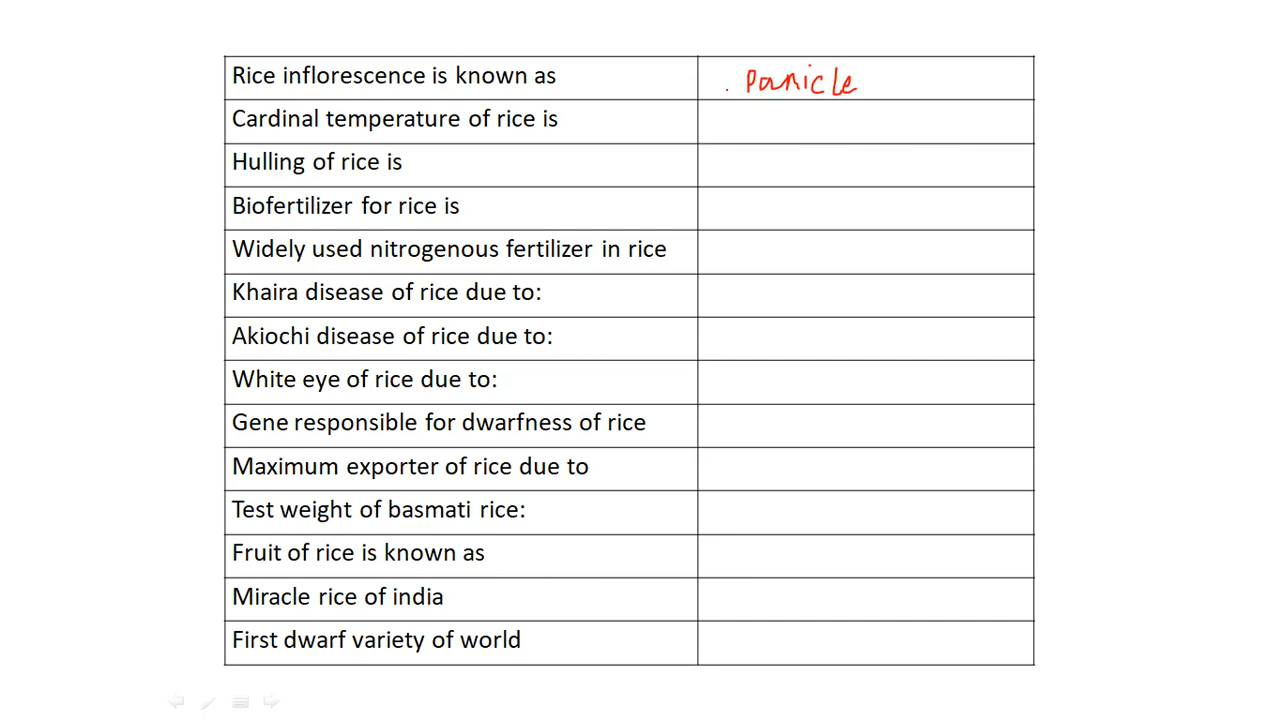 Rice inflorescence is known as
Panicle
Cardinal temperature of rice is
Hulling of rice is
Biofertilizer for rice is
Widely used nitrogenous fertilizer in rice
Khaira disease of rice due to:
Akiochi disease of rice due to:
White eye of rice due to:
Gene responsible for dwarfness of rice
Maximum exporter of rice due to
Test weight of basmati rice:
Fruit of rice is known as
Miracle rice of india
First dwarf variety of world